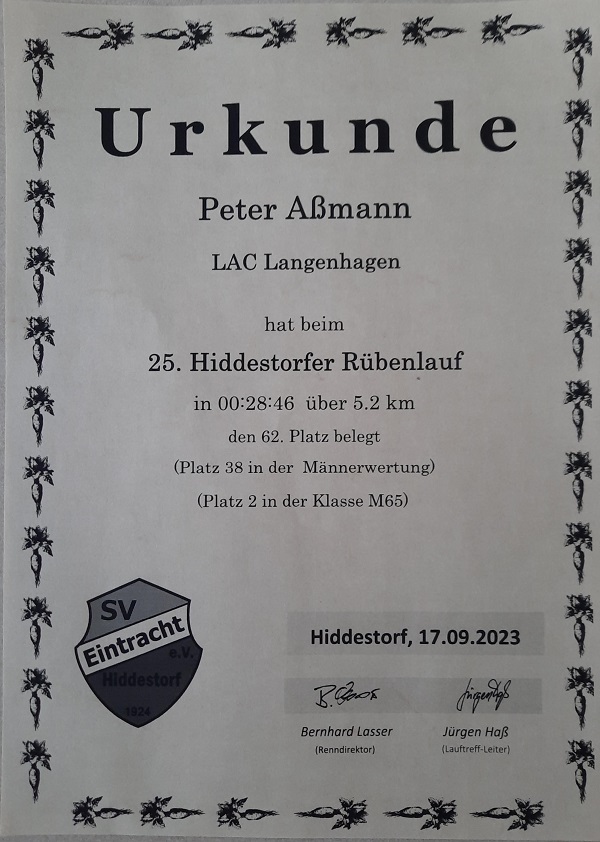 Urkunde
Peter Aßmann
LAC Langenhagen
hat beim
25. Hiddestorfer Rübenlauf
in 00:28:46 über 5.2 km
den 62. Platz belegt
(Platz 38 in der Männerwertung)
(Platz 2 in der Klasse M65)
SV
Eintracht
e.V.
Hiddestorf
1924
Hiddestorf, 17.09.2023
Bernhard Lasser
(Renndirektor)
Jürgen Haß
(Lauftreff-Leiter)